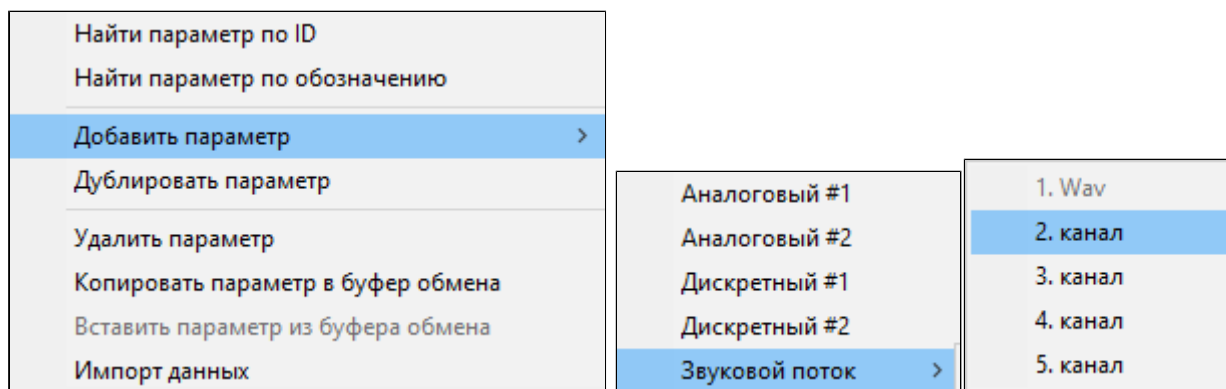 Найти параметр по ID
Найти параметр по обозначению
Добавить параметр
Дублировать параметр
Удалить параметр
Копировать параметр в буфер обмена
Вставить параметр из буфера обмена
Импорт данных
Аналоговый #1
Аналоговый #2
Дискретный #1
Дискретный #2
Звуковой поток
1. Wav
2. канал
3. канал
4. канал
5. канал